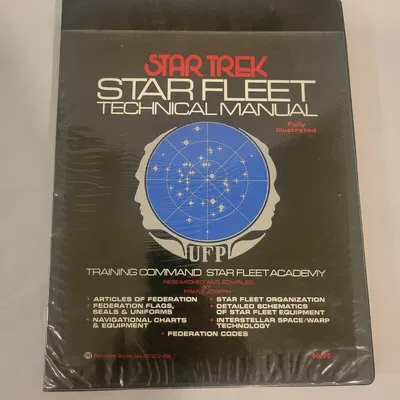 STAR TREK
STAR FLEET
TECHNICAL MANUAL
Fully
Illustrated
UFP
TRAINING COMMAND STAR FLEET ACADEMY
RESEARCHED AND COMPILED
BY
FRANZ JOSEPH
• ARTICLES OF FEDERATION
• FEDERATION FLAGS,
SEALS & UNIFORMS
• NAVIGATIONAL CHARTS
& EQUIPMENT
• STAR FLEET ORGANIZATION
• DETAILED SCHEMATICS
OF STAR FLEET EQUIPMENT
• INTERSTELLAR SPACE/WARP
TECHNOLOGY
• FEDERATION CODES
Ballantine Books